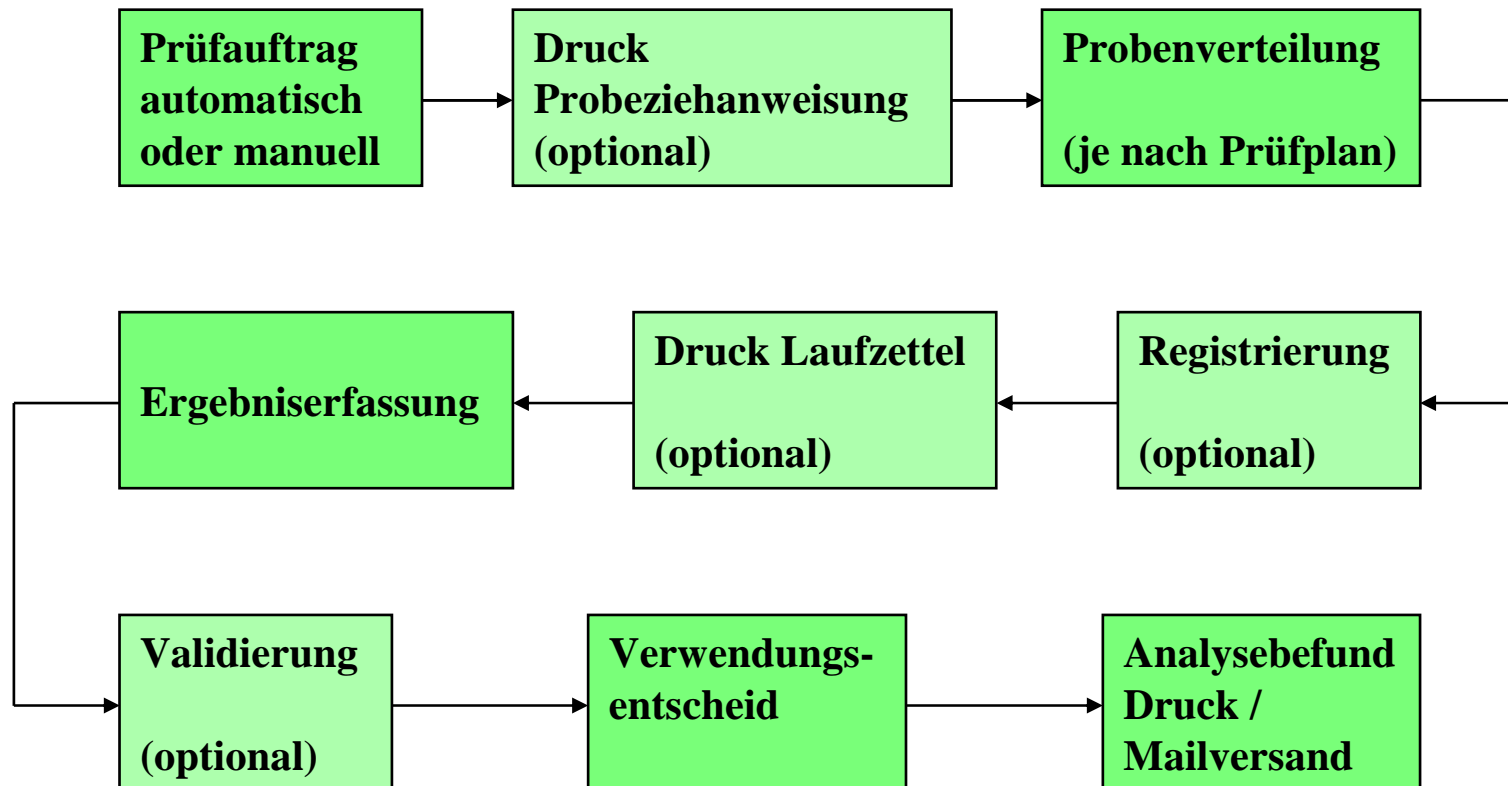 Prüfauftrag
automatisch
oder manuell
Druck
Probeziehanweisung
(optional)
Probenverteilung
(je nach Prüfplan)
Registrierung
(optional)
Druck Laufzettel
(optional)
Ergebniserfassung
Validierung
(optional)
Verwendungs-
entscheid
Analysebefund
Druck /
Mailversand